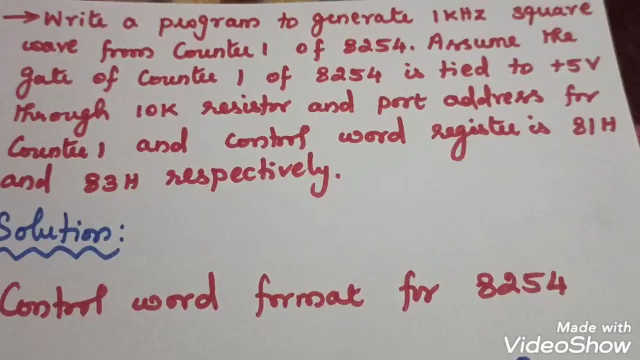 → Write a program to generate 1KHz square
wave from Counter 1 of 8254. Assume the
gate of Counter 1 of 8254 is tied to +5V
through 10K resistor and port address for
Counter 1 and control word register is 81H
and 83H respectively.
Solution:
Control word format for 8254
Made with
VideoShow